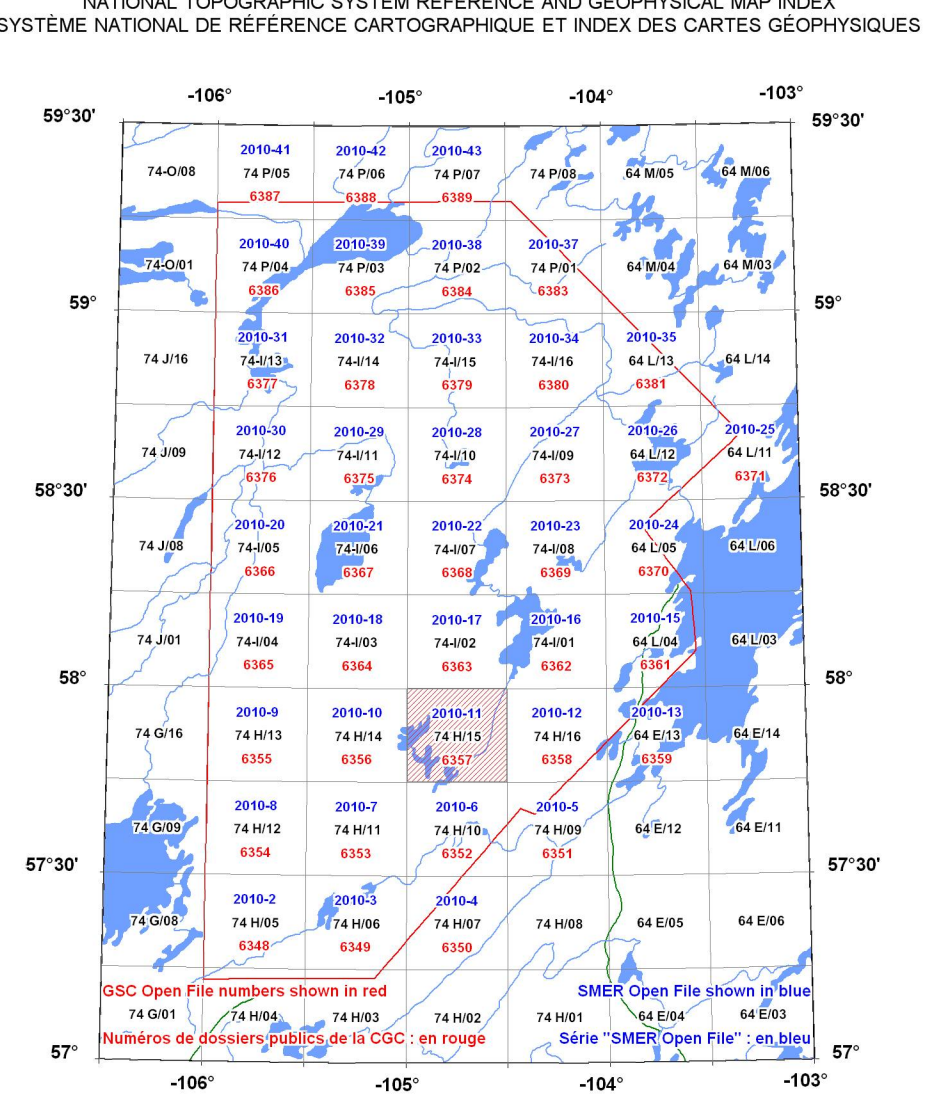 NATIONAL TOPOGRAPHIC SYSTEM REFERENCE AND GEOPHYSICAL MAP INDEX
SYSTÈME NATIONAL DE RÉFÉRENCE CARTOGRAPHIQUE ET INDEX DES CARTES GÉOPHYSIQUES
-106° -105° -104° -103°
59°30' 59°30'
2010-41 2010-42 2010-43
74-O/08 74 P/05 74 P/06 74 P/07 74 P/08 64 M/05 64 M/06
6387 6388 6389
2010-40 2010-39 2010-38 2010-37
74-O/01 74 P/04 74 P/03 74 P/02 74 P/01 64 M/04 64 M/03
6386 6385 6384 6383
59° 59°
2010-31 2010-32 2010-33 2010-34 2010-35
74 J/16 74-I/13 74-I/14 74-I/15 74-I/16 64 L/13 64 L/14
6377 6378 6379 6380 6381
2010-30 2010-29 2010-28 2010-27 2010-26 2010-25
74 J/09 74-I/12 74-I/11 74-I/10 74-I/09 64 L/12 64 L/11
6376 6375 6374 6373 6372 6371
58°30' 58°30'
2010-20 2010-21 2010-22 2010-23 2010-24
74 J/08 74-I/05 74-I/06 74-I/07 74-I/08 64 L/05 64 L/06
6366 6367 6368 6369 6370
2010-19 2010-18 2010-17 2010-16 2010-15
74 J/01 74-I/04 74-I/03 74-I/02 74-I/01 64 L/04 64 L/03
6365 6364 6363 6362 6361
58° 58°
2010-9 2010-10 2010-11 2010-12 2010-13
74 G/16 74 H/13 74 H/14 74 H/15 74 H/16 64 E/13 64 E/14
6355 6356 6357 6358 6359
2010-8 2010-7 2010-6 2010-5
74 G/09 74 H/12 74 H/11 74 H/10 74 H/09 64 E/12 64 E/11
6354 6353 6352 6351
57°30' 57°30'
2010-2 2010-3 2010-4
74 G/08 74 H/05 74 H/06 74 H/07 74 H/08 64 E/05 64 E/06
6348 6349 6350
GSC Open File numbers shown in red SMER Open File shown in blue
74 G/01 74 H/04 74 H/03 74 H/02 74 H/01 64 E/04 64 E/03
Numéros de dossiers publics de la CGC : en rouge Série "SMER Open File" : en bleu
57° 57°
-106° -105° -104° -103°